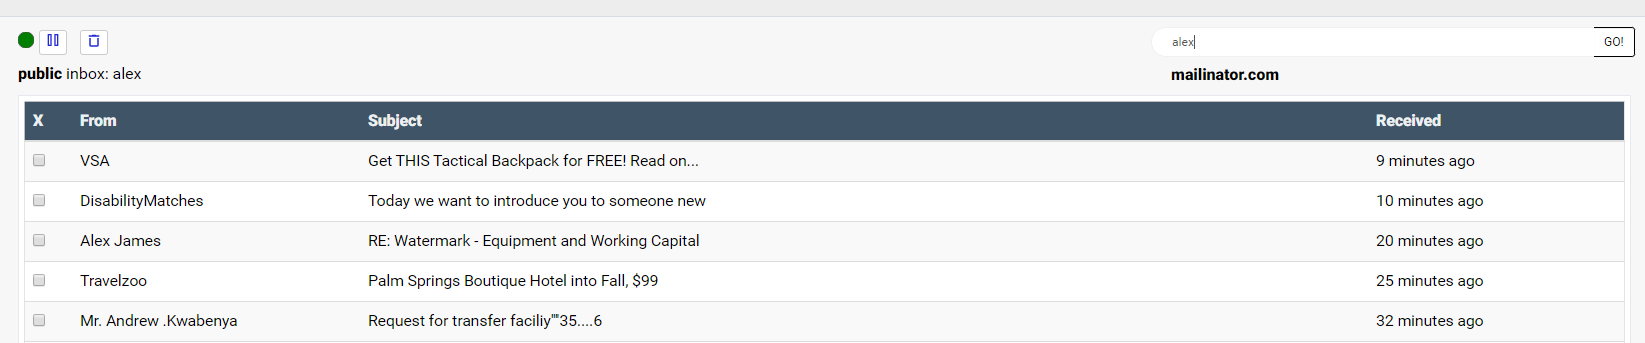 alex GO!
public inbox: alex mailinator.com
X From Subject Received
VSA Get THIS Tactical Backpack for FREE! Read on... 9 minutes ago
DisabilityMatches Today we want to introduce you to someone new 10 minutes ago
Alex James RE: Watermark - Equipment and Working Capital 20 minutes ago
Travelzoo Palm Springs Boutique Hotel into Fall, $99 25 minutes ago
Mr. Andrew .Kwabenya Request for transfer faciliy""35....6 32 minutes ago